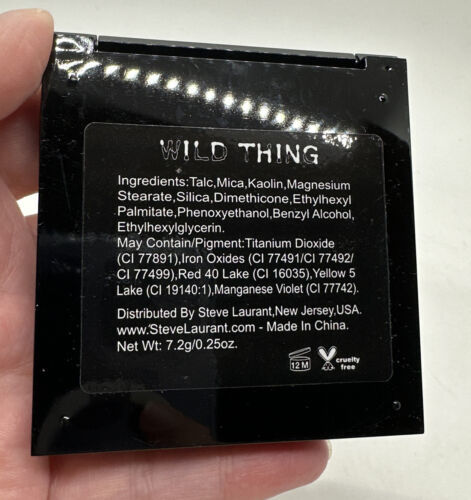 WILD THING
Ingredients:Talc,Mica,Kaolin,Magnesium
Stearate,Silica,Dimethicone,Ethylhexyl
Palmitate,Phenoxyethanol,Benzyl Alcohol,
Ethylhexylglycerin.
May Contain/Pigment:Titanium Dioxide
(CI 77891),Iron Oxides (CI 77491/CI 77492/
CI 77499),Red 40 Lake (CI 16035),Yellow 5
Lake (CI 19140:1),Manganese Violet (CI 77742).
Distributed By Steve Laurant,New Jersey,USA.
www.SteveLaurant.com - Made In China.
Net Wt: 7.2g/0.25oz.
12 M
cruelty
free